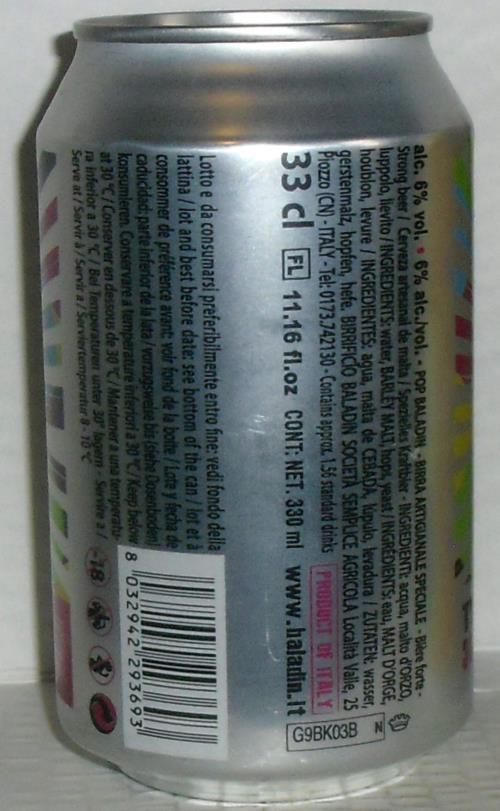 alc. 6% vol. • 6% alc./vol. - POP BALADIN - BIRRA ARTIGIANALE SPECIALE - Bière forte -
Strong beer / Cerveza artesanal de malta / Spezielles Kraftbier - INGREDIENTI: acqua, malto d'ORZO,
luppolo, lievito / INGREDIENTS: water, BARLEY MALT, hops, yeast / INGRÉDIENTS: eau, MALT D'ORGE,
houblon, levure / INGREDIENTES: agua, malta de CEBADA, lúpulo, levadura / ZUTATEN: wasser,
gerstenmalz, hopfen, hefe. BIRRIFICIO BALADIN SOCIETÀ SEMPLICE AGRICOLA Località Valle, 25
Piozzo (CN) - ITALY - Tel: 0173.742130 - Contains approx. 1.56 standard drinks
PRODUCT OF ITALY
N
G9BK03B
33 cl FL 11.16 fl.oz CONT: NET. 330 ml www.baladin.it
Lotto e da consumarsi preferibilmente entro fine: vedi fondo della
lattina / lot and best before date: see bottom of the can / lot et à
consommer de préférence avant: voir fond de la boîte / Lote y fecha de
caducidad: parte inferior de la lata / vorzugsweise bis (siehe Dosenboden)
konsumieren. Conservare a temperature inferiori a 30 °C / Keep below
at 30 °C / Conserver en dessous de 30 °C / Mantener a una temperatu-
ra inferior a 30 °C / Bei Temperaturen unter 30° lagern - Servire a /
Serve at / Servir à / Servir a / Serviertemperatur 8 - 10 °C
-18
8 032942 293693